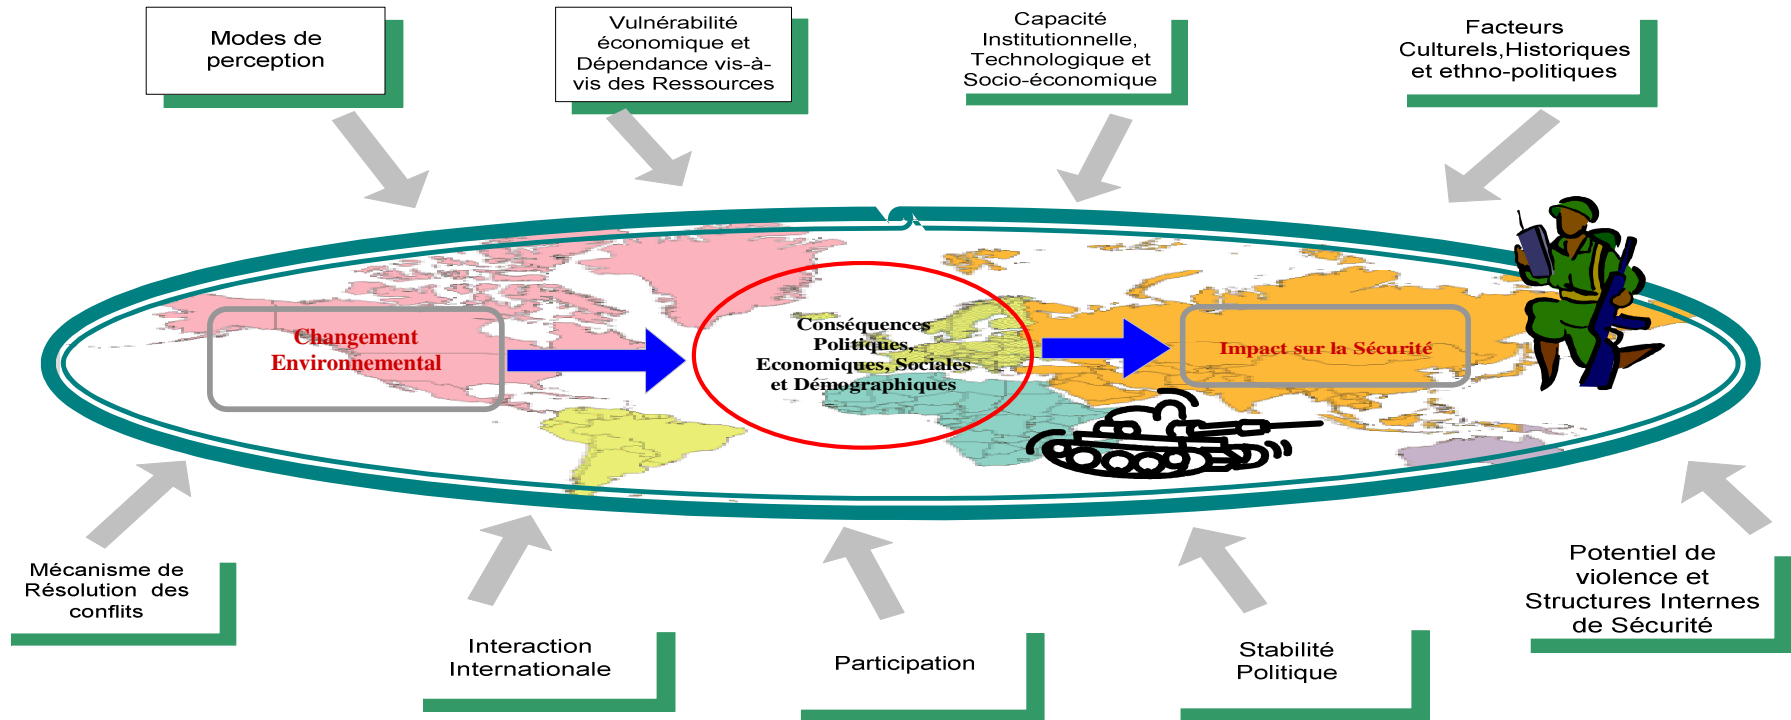 Modes de
perception
Vulnérabilité
économique et
Dépendance vis-à-
vis des Ressources
Capacité
Institutionnelle,
Technologique et
Socio-économique
Facteurs
Culturels,Historiques
et ethno-politiques
Changement
Environnemental
Conséquences
Politiques,
Economiques, Sociales
et Démographiques
Impact sur la Sécurité
Mécanisme de
Résolution des
conflits
Interaction
Internationale
Participation
Stabilité
Politique
Potentiel de
violence et
Structures Internes
de Sécurité